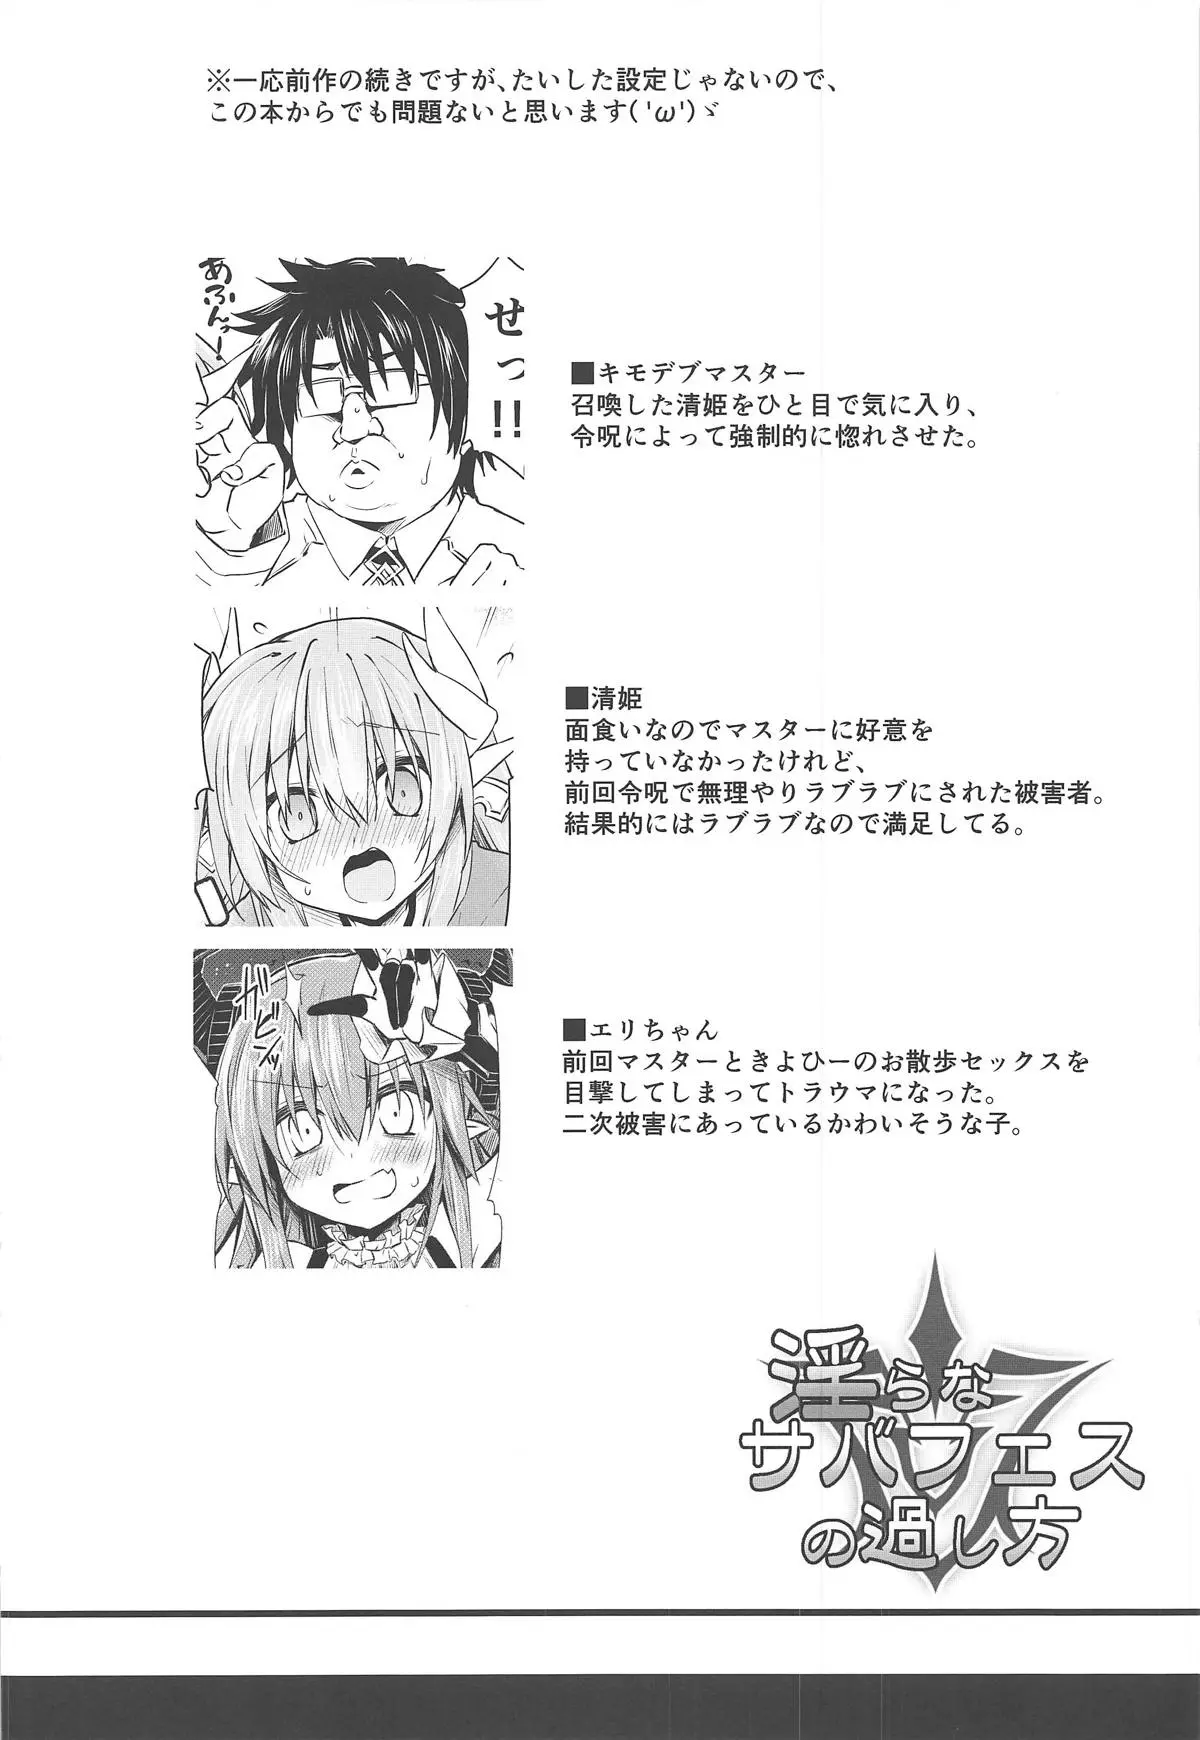 ※一応前作の続きですが、たいした設定じゃないので、
この本からでも問題ないと思います( 'ω')ゞ
あふんっ!
せっ!!
■キモデブマスター
召喚した清姫をひと目で気に入り、
令呪によって強制的に惚れさせた。
■清姫
面食いなのでマスターに好意を
持っていなかったけれど、
前回令呪で無理やりラブラブにされた被害者。
結果的にはラブラブなので満足してる。
ガビーンッ
■エリちゃん
前回マスターときよひーのお散歩セックスを
目撃してしまってトラウマになった。
二次被害にあっているかわいそうな子。
淫らな
サバフェス
の過し方